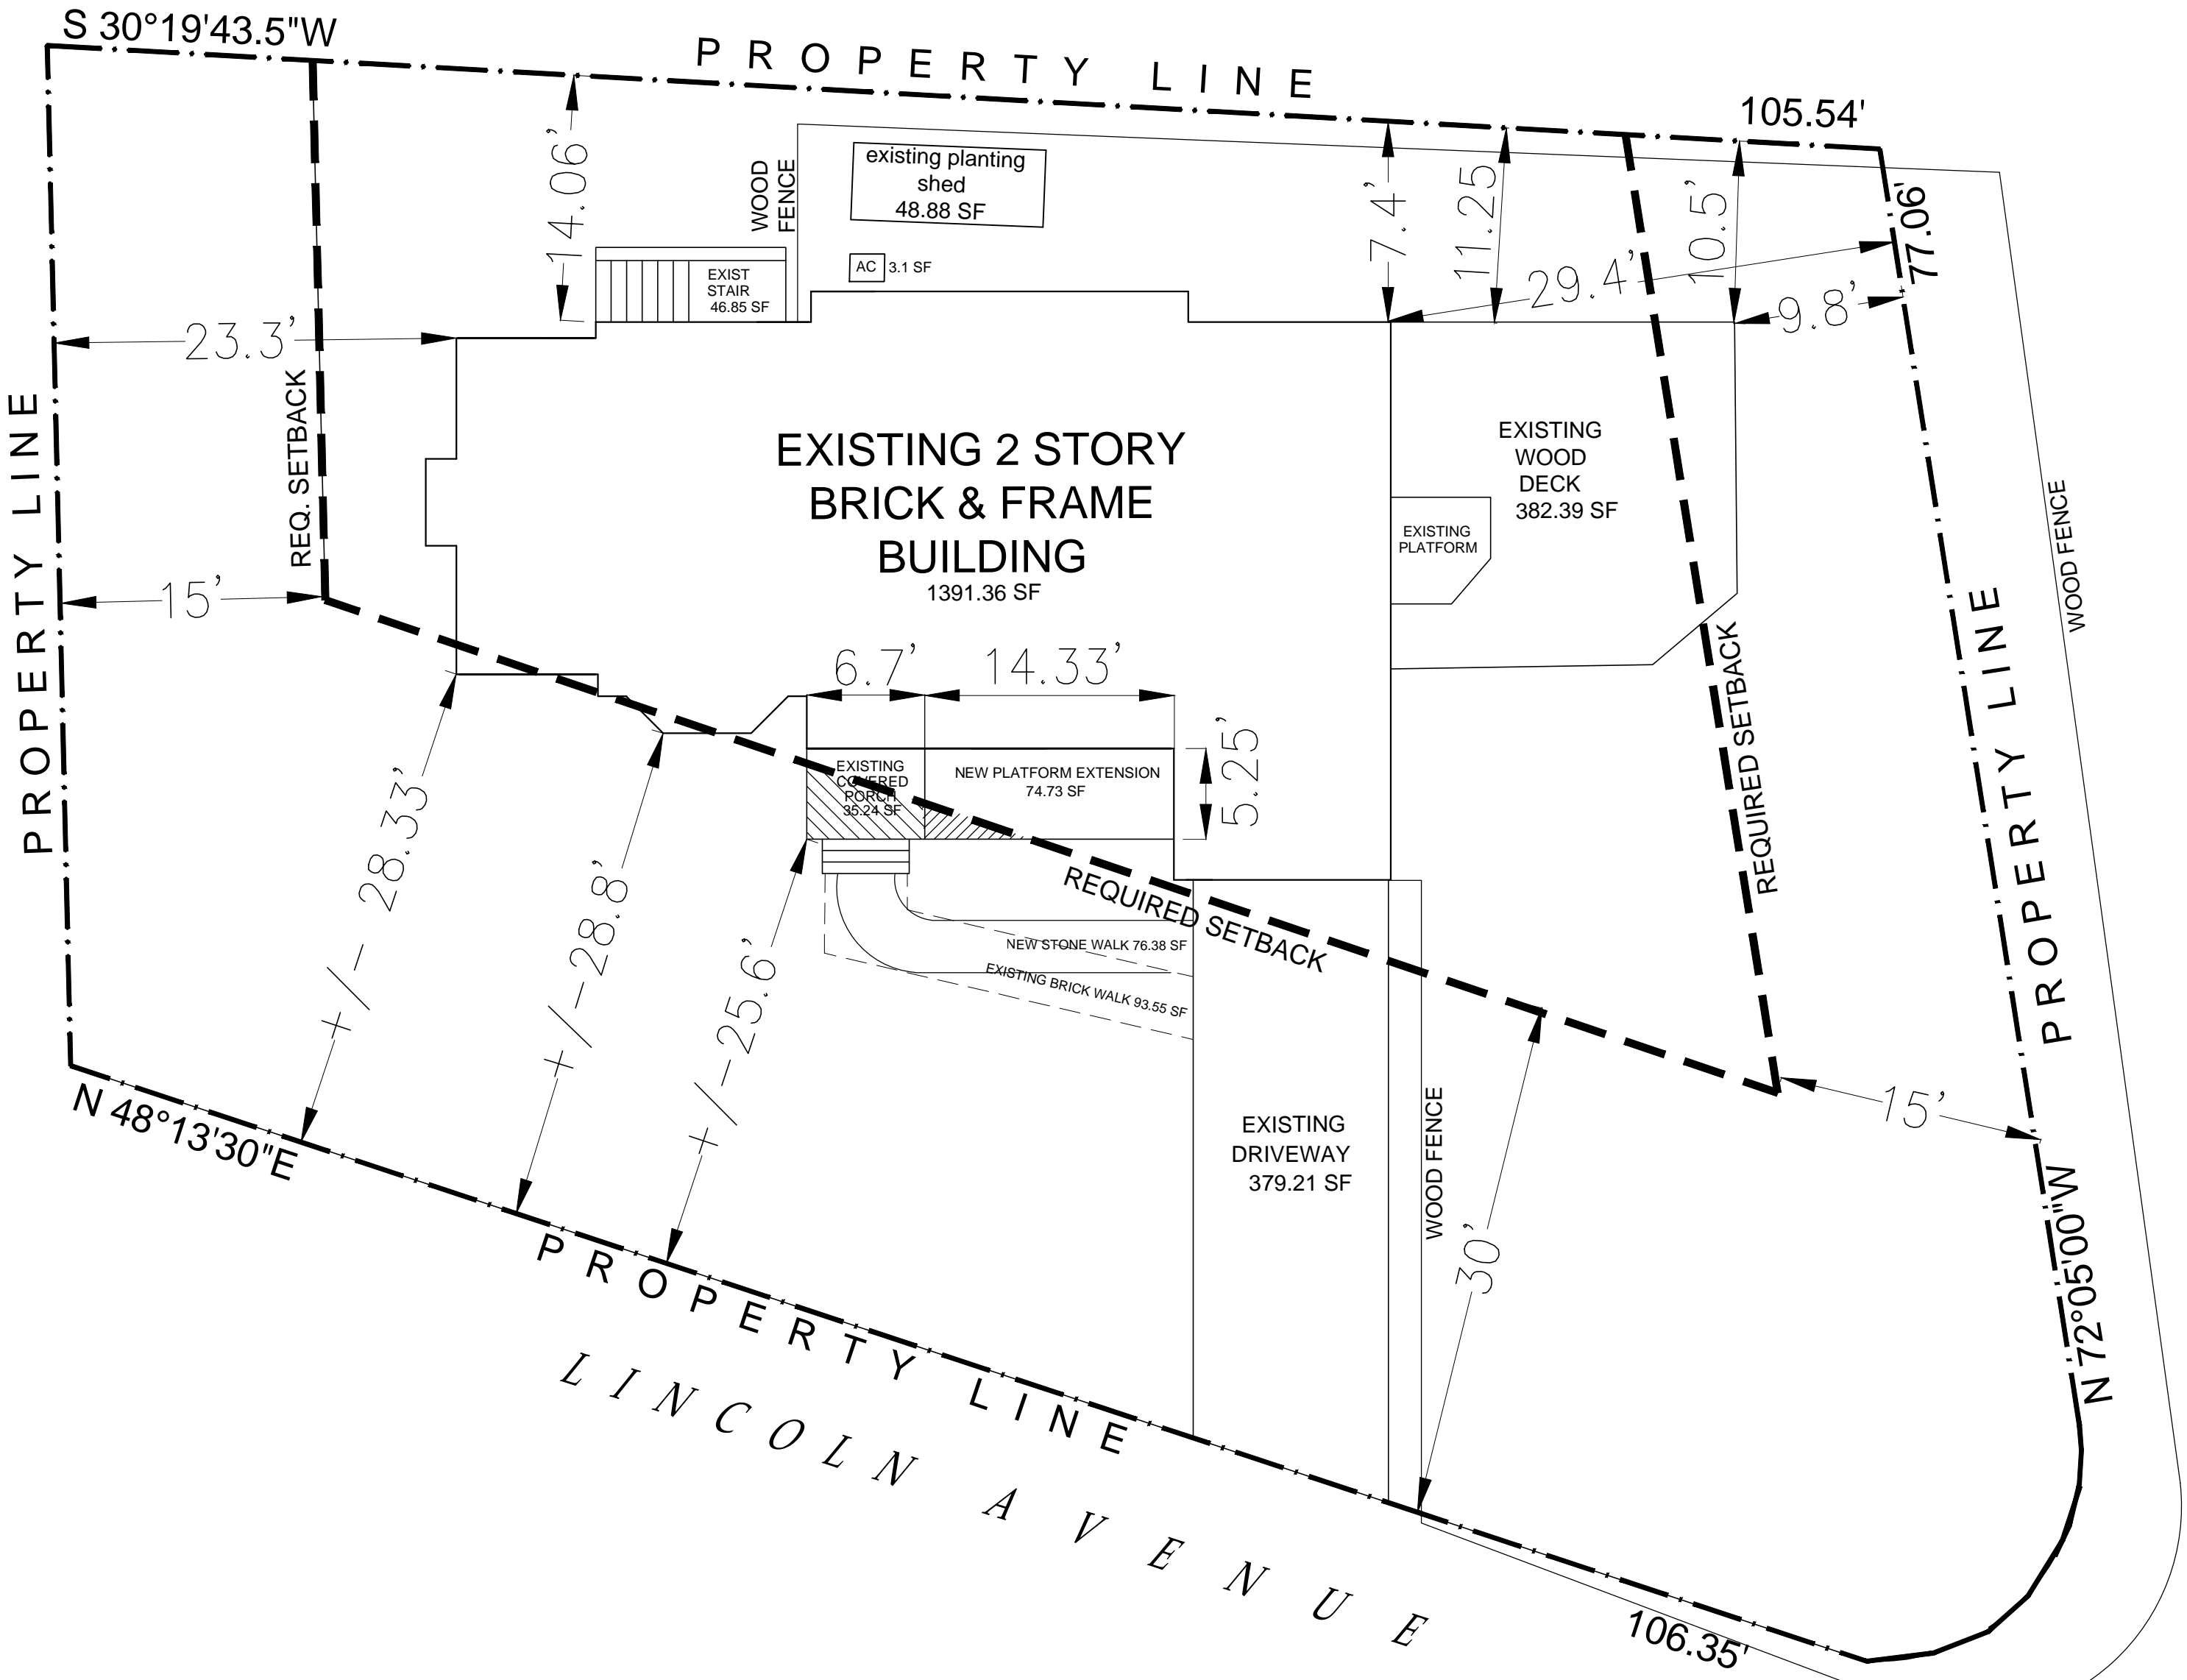 S 30°19'43.5"W
PROPERTY LINE
105.54'
77.06'
14.06'
WOOD
FENCE
existing planting
shed
48.88 SF
7.4'
11.25
10.5'
29.4'
9.8'
AC
3.1 SF
EXIST
STAIR
46.85 SF
23.3'
REQ. SETBACK
PROPERTY LINE
15'
EXISTING 2 STORY
BRICK & FRAME
BUILDING
1391.36 SF
EXISTING
WOOD
DECK
382.39 SF
EXISTING
PLATFORM
WOOD FENCE
REQUIRED SETBACK
PROPERTY LINE
6.7'
14.33'
5.25'
EXISTING
COVERED
PORCH
35.24 SF
NEW PLATFORM EXTENSION
74.73 SF
REQUIRED SETBACK
NEW STONE WALK 76.38 SF
EXISTING BRICK WALK 93.55 SF
+/- 28.33'
+/-28.8'
+/-25.6'
N 48°13'30"E
EXISTING
DRIVEWAY
379.21 SF
WOOD FENCE
30'
15'
N 72°05'00"W
PROPERTY LINE
LINCOLN AVENUE
106.35'